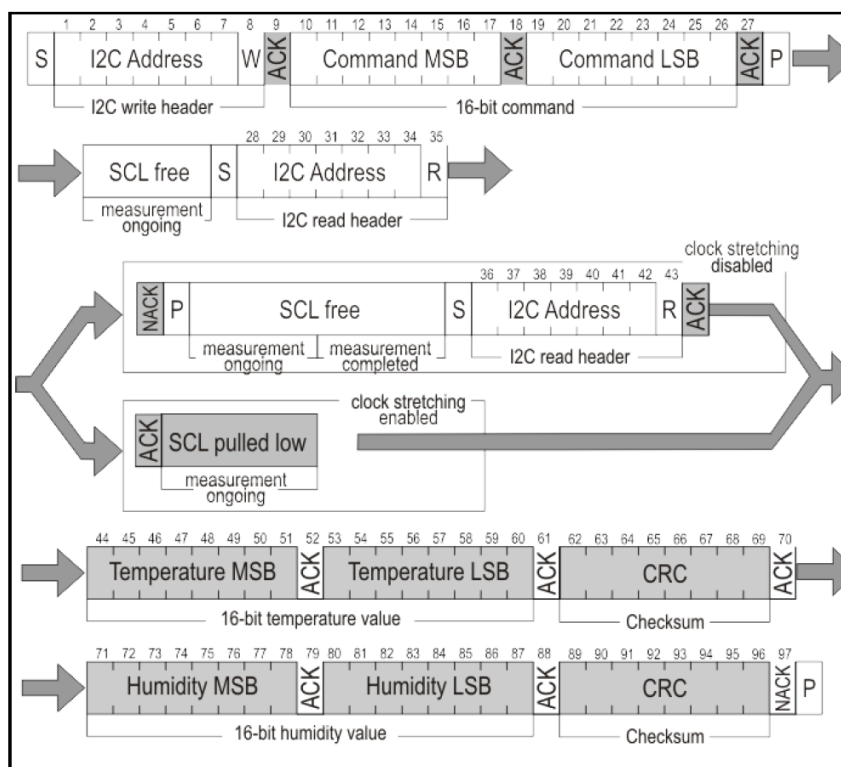 1 2 3 4 5 6 7 8 9 10 11 12 13 14 15 16 17 18 19 20 21 22 23 24 25 26 27
S I2C Address W ACK Command MSB ACK Command LSB ACK P
I2C write header 16-bit command
28 29 30 31 32 33 34 35
SCL free S I2C Address R
measurement ongoing I2C read header
clock stretching
disabled
36 37 38 39 40 41 42 43
NACK P SCL free S I2C Address R ACK
measurement measurement
ongoing completed I2C read header
clock stretching
enabled
ACK SCL pulled low
measurement
ongoing
44 45 46 47 48 49 50 51 52 53 54 55 56 57 58 59 60 61 62 63 64 65 66 67 68 69 70
Temperature MSB ACK Temperature LSB ACK CRC ACK
16-bit temperature value Checksum
71 72 73 74 75 76 77 78 79 80 81 82 83 84 85 86 87 88 89 90 91 92 93 94 95 96 97
Humidity MSB ACK Humidity LSB ACK CRC NACK P
16-bit humidity value Checksum